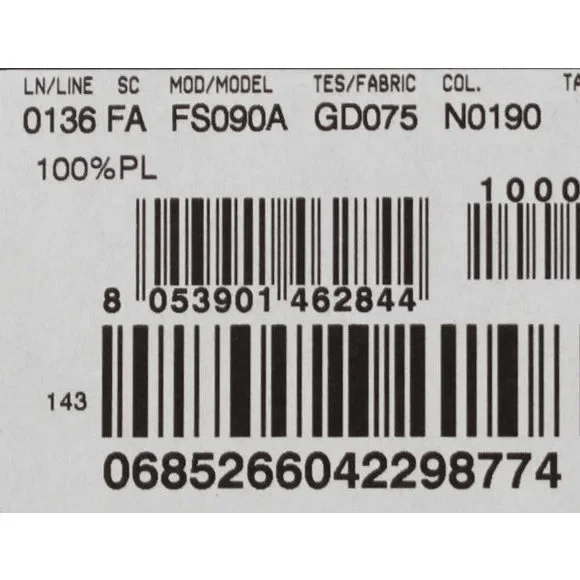 LN/LINE SC MOD/MODEL TES/FABRIC COL. TA
0136 FA FS090A GD075 N0190
100%PL
1000
8 053901 462844
143
0685266042298774